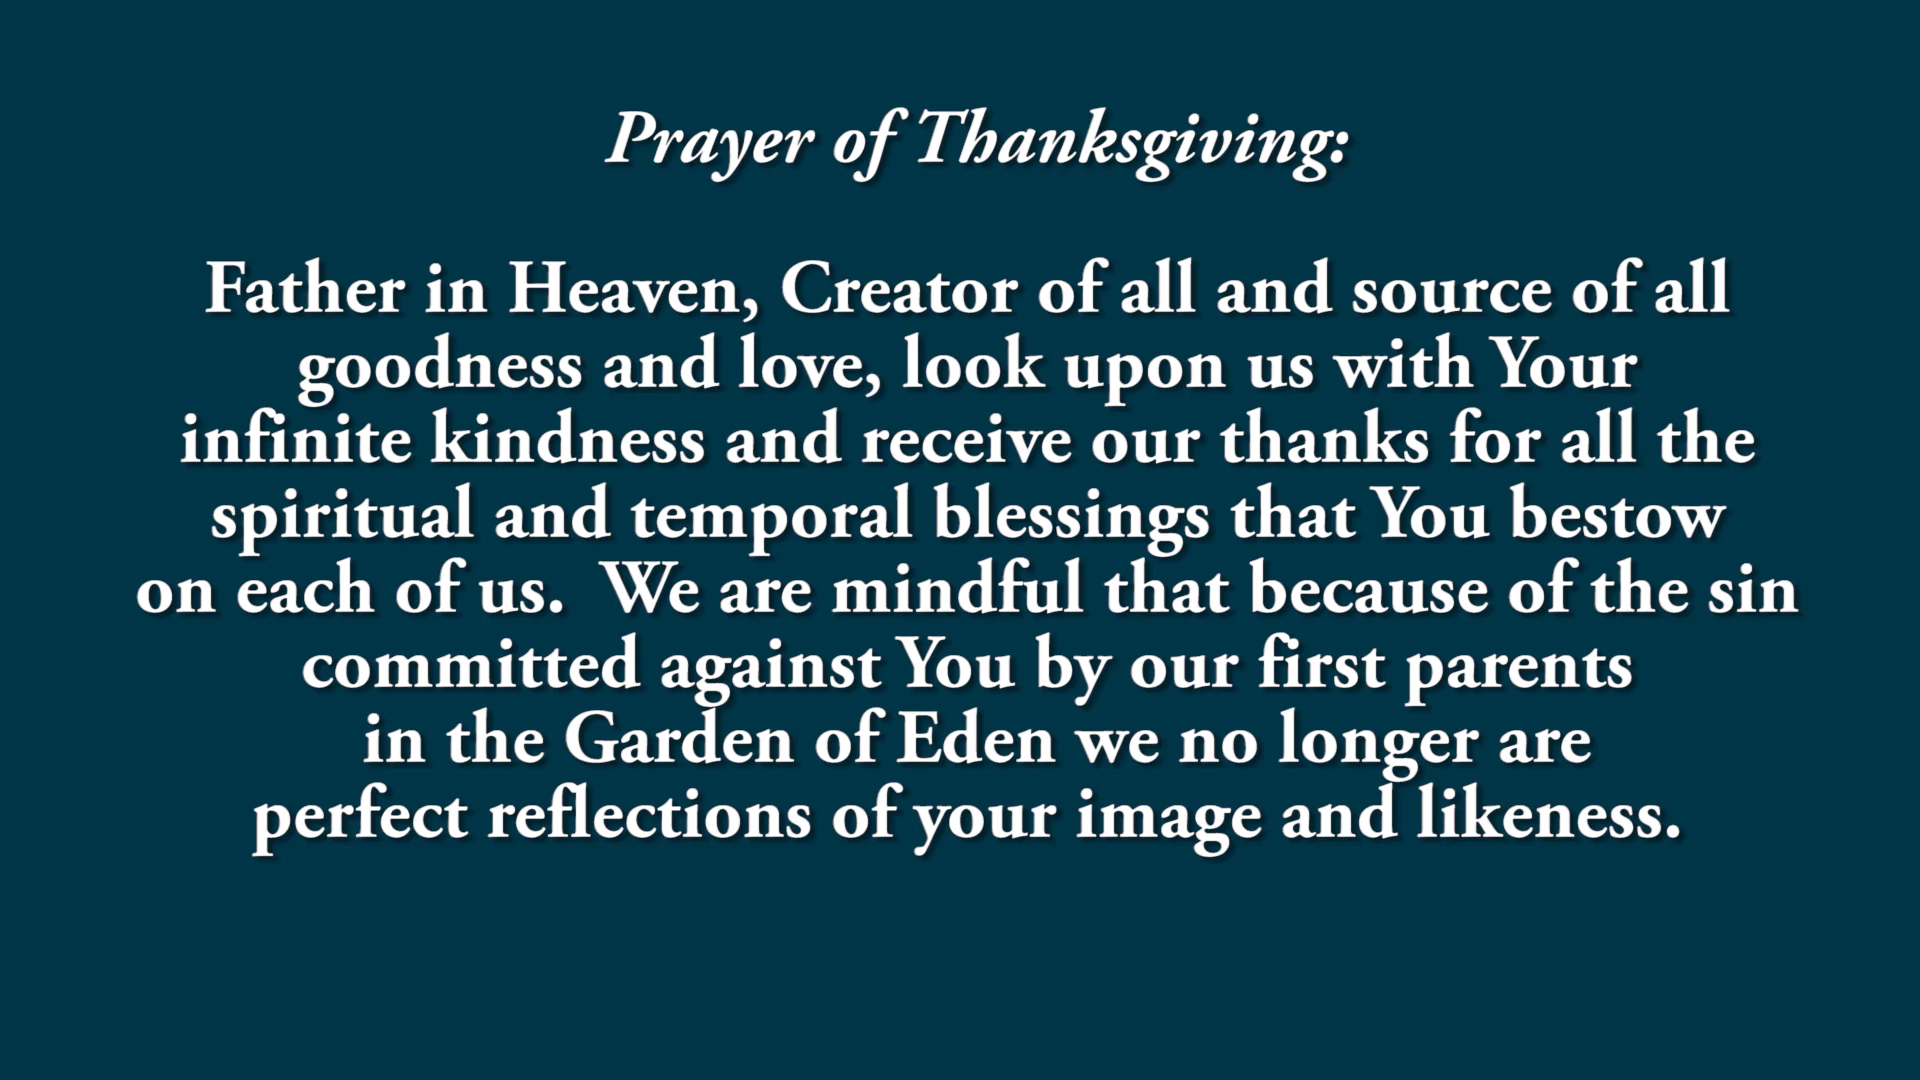 Prayer of Thanksgiving:
Father in Heaven, Creator of all and source of all
goodness and love, look upon us with Your
infinite kindness and receive our thanks for all the
spiritual and temporal blessings that You bestow
on each of us.  We are mindful that because of the sin
committed against You by our first parents
in the Garden of Eden we no longer are
perfect reflections of your image and likeness.